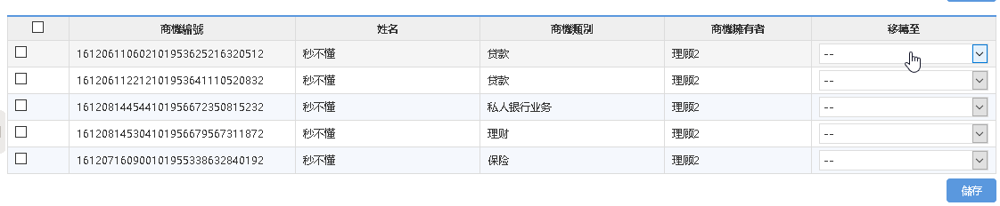 商機編號 姓名 商機類別 商機擁有者 移轉至
161206110602101953625216320512 秒不懂 贷款 理顾2 --
161206112212101953641110520832 秒不懂 贷款 理顾2 --
161208144544101956672350815232 秒不懂 私人银行业务 理顾2 --
161208145304101956679567311872 秒不懂 理财 理顾2 --
161207160900101955338632840192 秒不懂 保险 理顾2 --
儲存